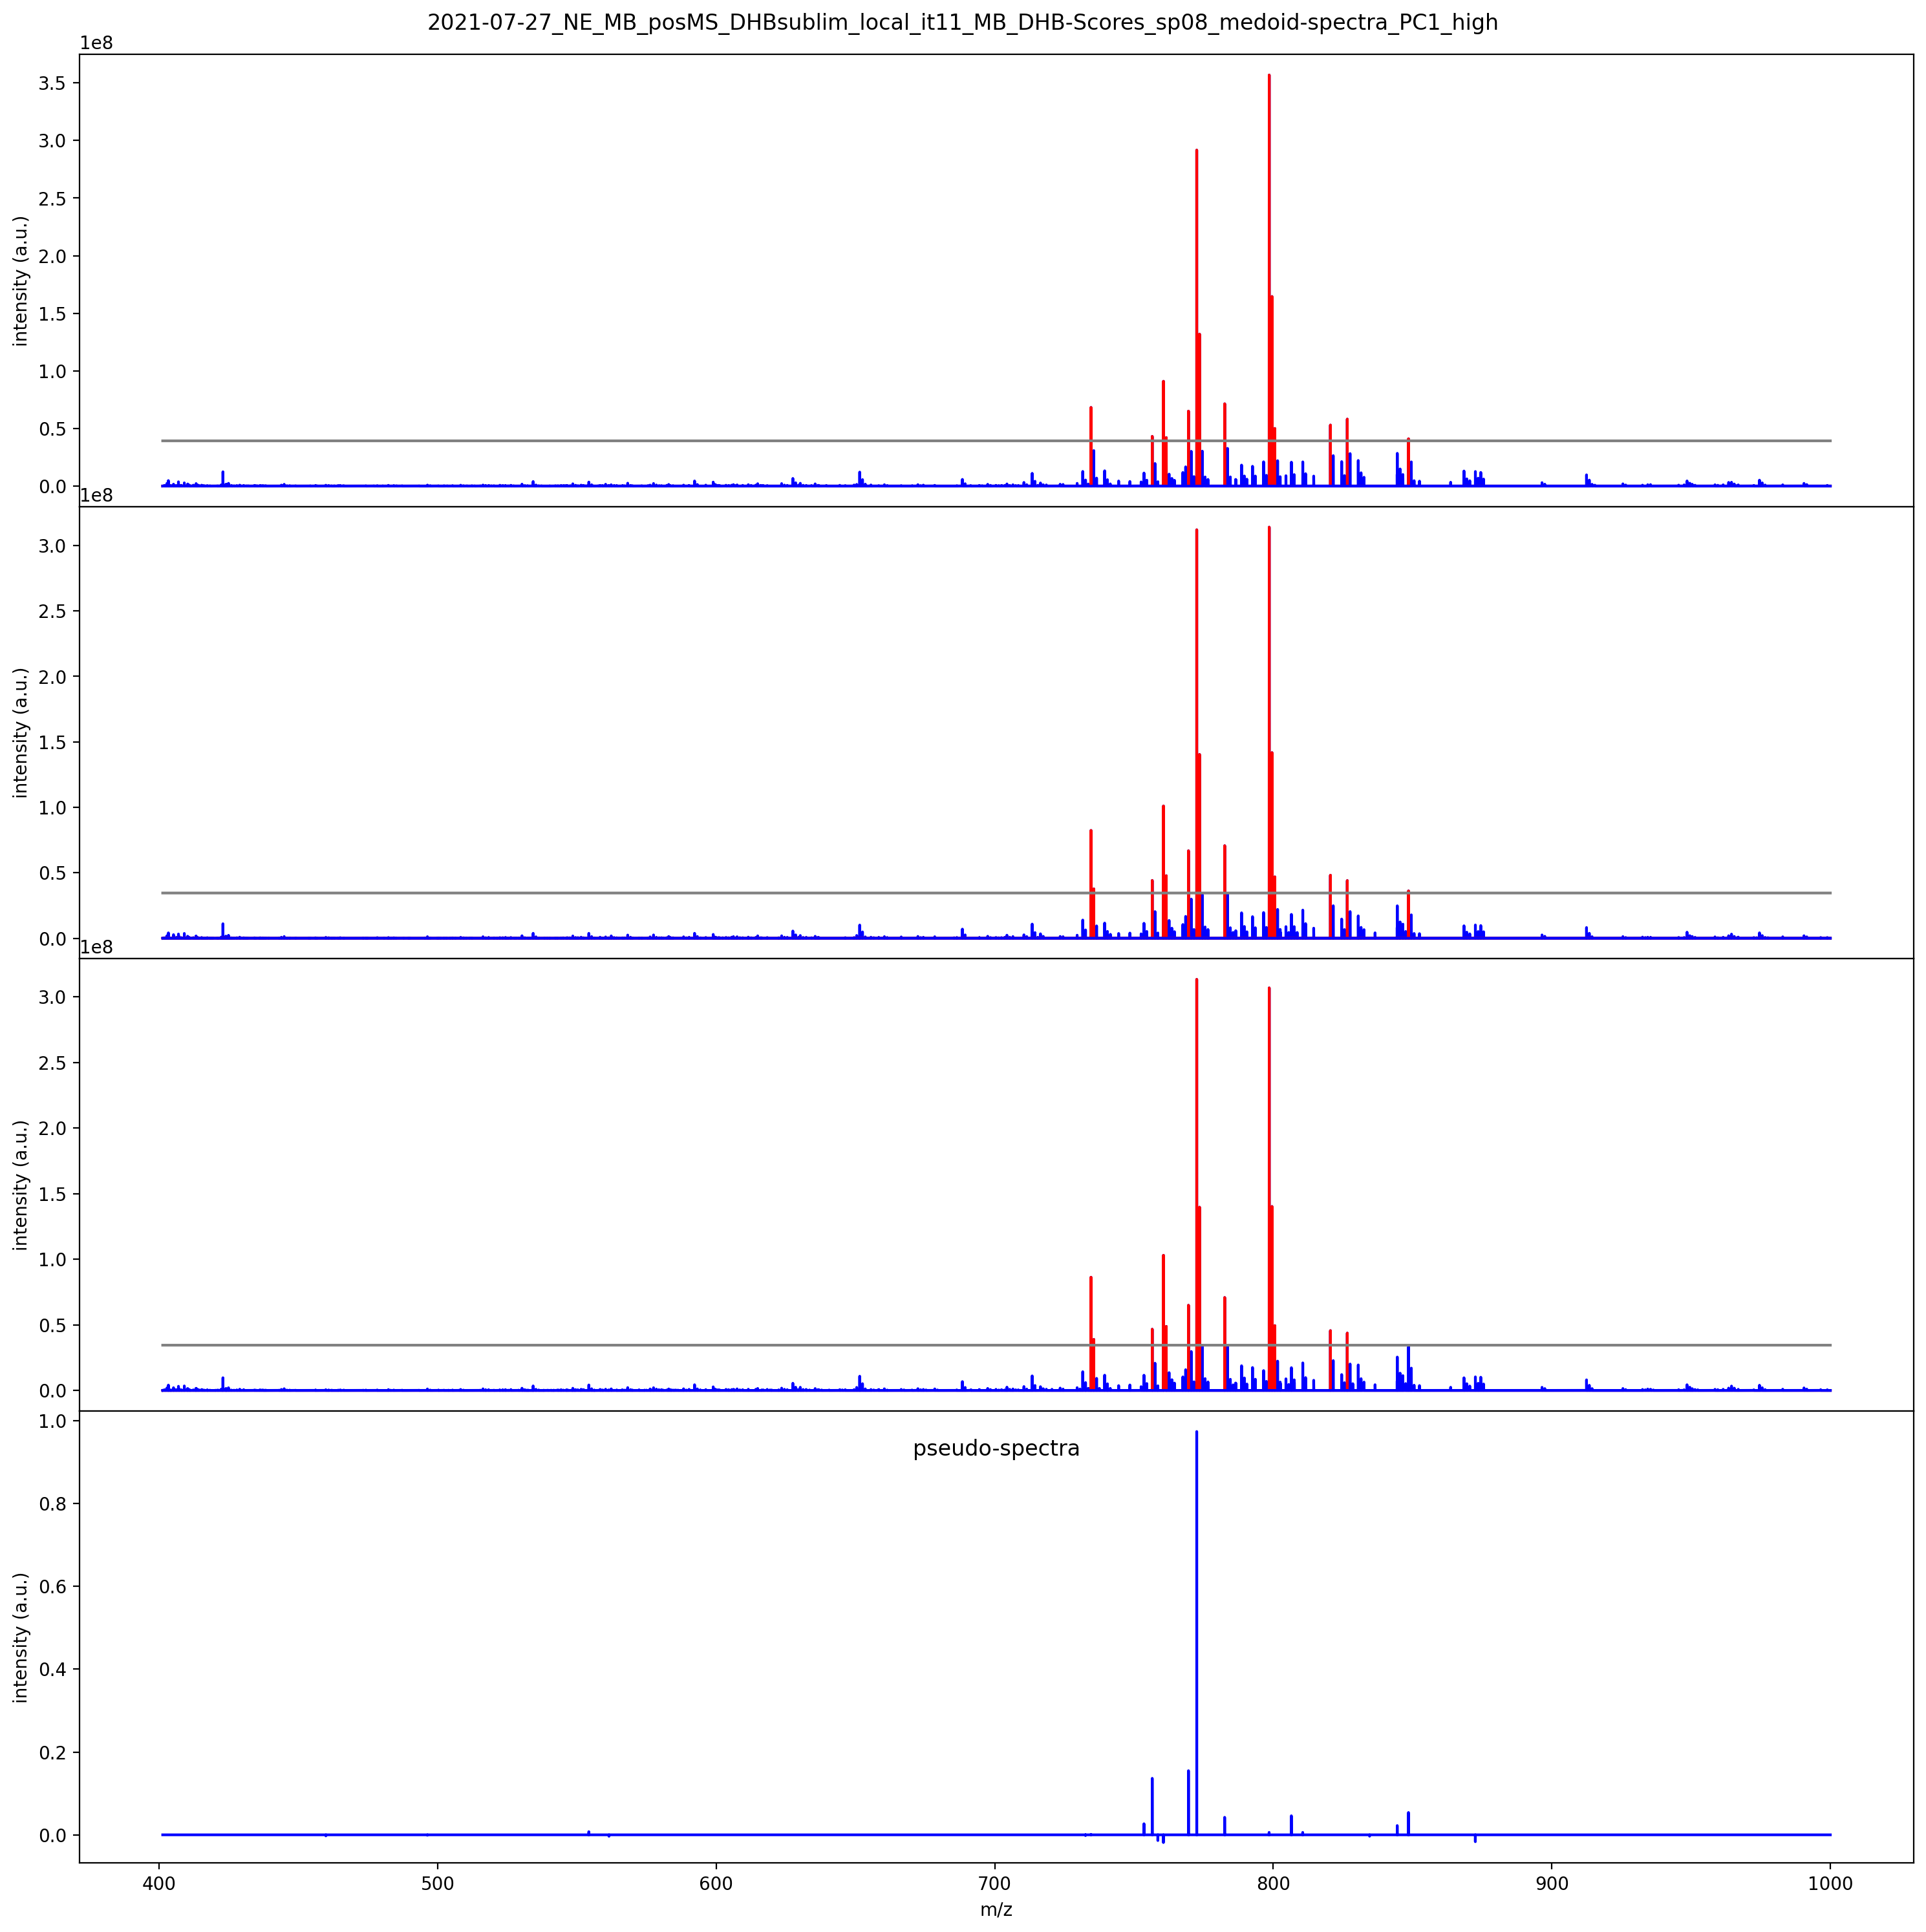 2021-07-27_NE_MB_posMS_DHBsublim_local_it11_MB_DHB-Scores_sp08_medoid-spectra_PC1_high
1e8
3.5
3.0
2.5
2.0
1.5
1.0
0.5
0.0
intensity (a.u.)
1e8
3.0
2.5
2.0
1.5
1.0
0.5
0.0
intensity (a.u.)
1e8
3.0
2.5
2.0
1.5
1.0
0.5
0.0
intensity (a.u.)
pseudo-spectra
1.0
0.8
0.6
0.4
0.2
0.0
intensity (a.u.)
400 500 600 700 800 900 1000
m/z